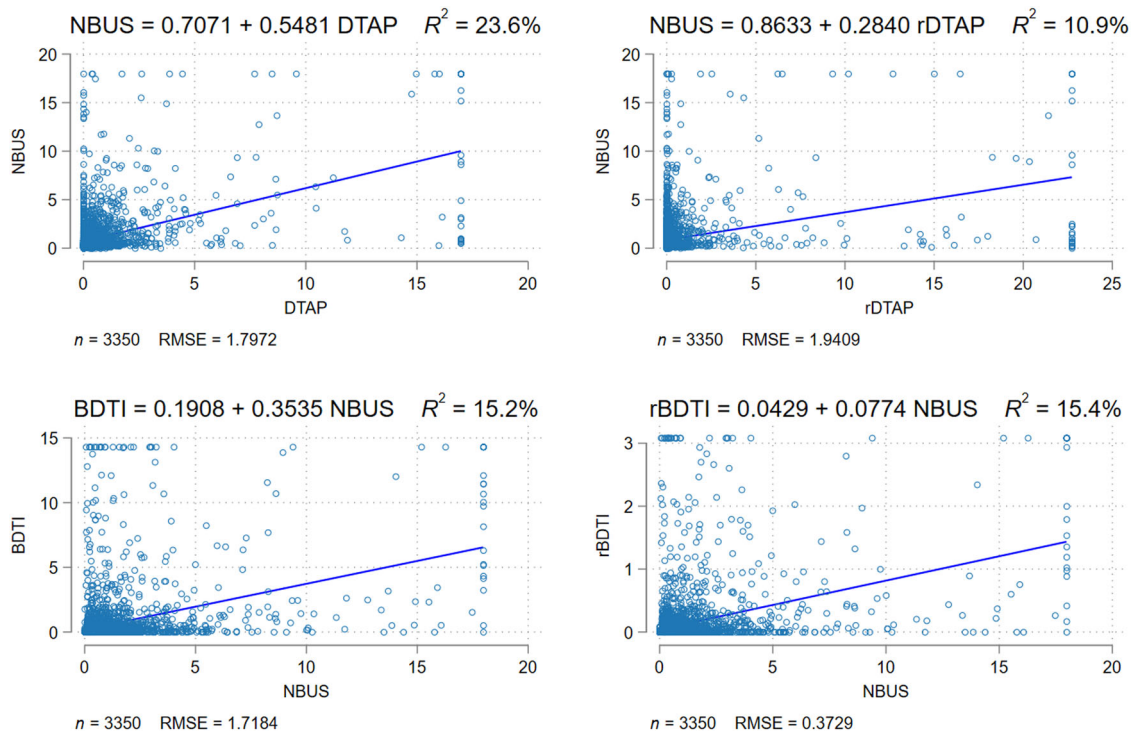 NBUS = 0.7071 + 0.5481 DTAP R² = 23.6%
20
15
10
5
0
NBUS
0 5 10 15 20
DTAP
n = 3350 RMSE = 1.7972
NBUS = 0.8633 + 0.2840 rDTAP R² = 10.9%
20
15
10
5
0
NBUS
0 5 10 15 20 25
rDTAP
n = 3350 RMSE = 1.9409
BDTI = 0.1908 + 0.3535 NBUS R² = 15.2%
15
10
5
0
BDTI
0 5 10 15 20
NBUS
n = 3350 RMSE = 1.7184
rBDTI = 0.0429 + 0.0774 NBUS R² = 15.4%
3
2
1
0
rBDTI
0 5 10 15 20
NBUS
n = 3350 RMSE = 0.3729